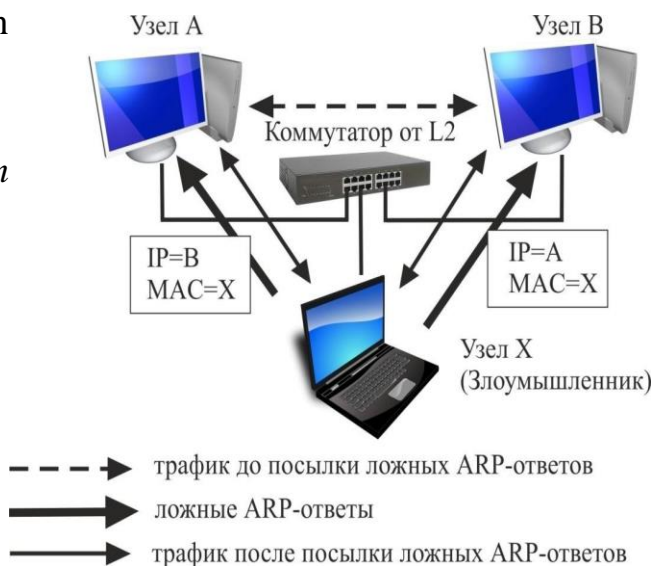 Узел A
Узел B
Коммутатор от L2
IP=B
MAC=X
IP=A
MAC=X
Узел X
(Злоумышленник)
трафик до посылки ложных ARP-ответов
ложные ARP-ответы
трафик после посылки ложных ARP-ответов